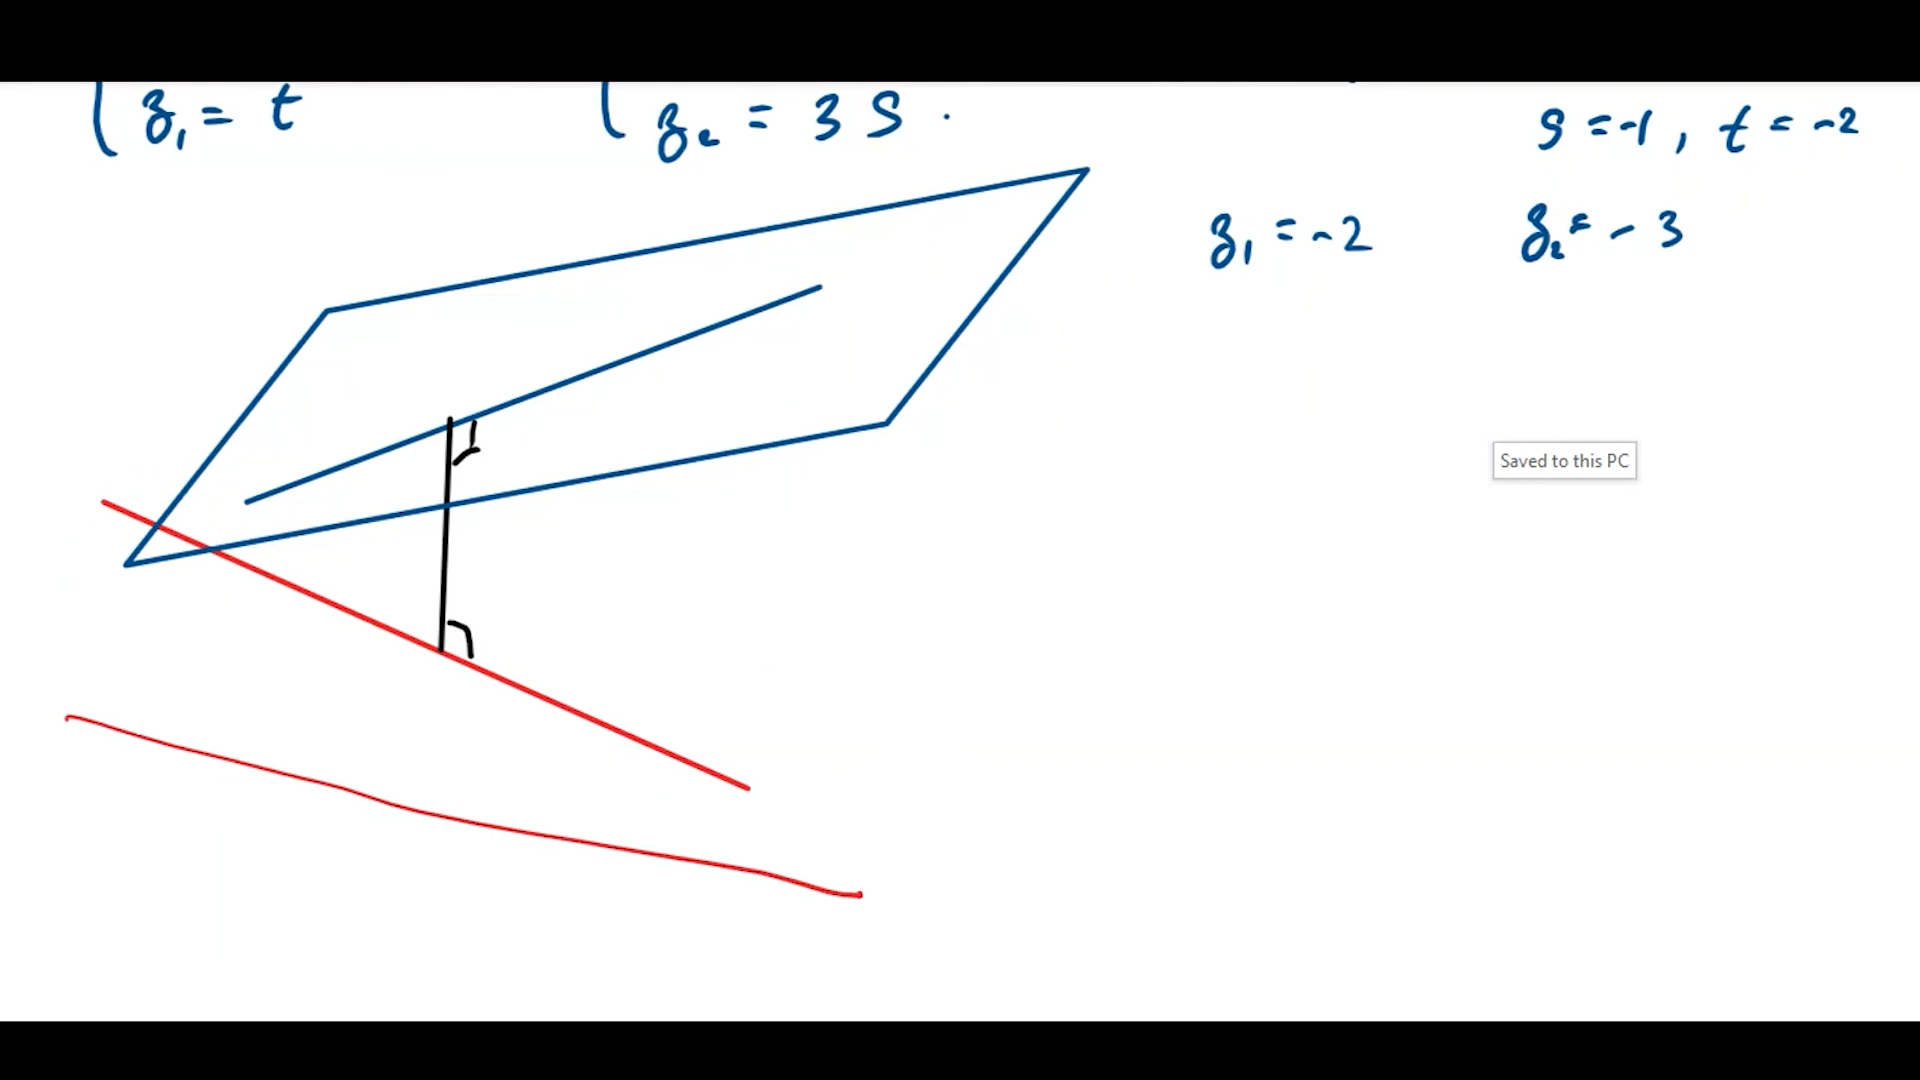 z₁ = t
z₂ = 3s.
s = -1, t = -2
z₁ = -2
z₂ = -3
Saved to this PC